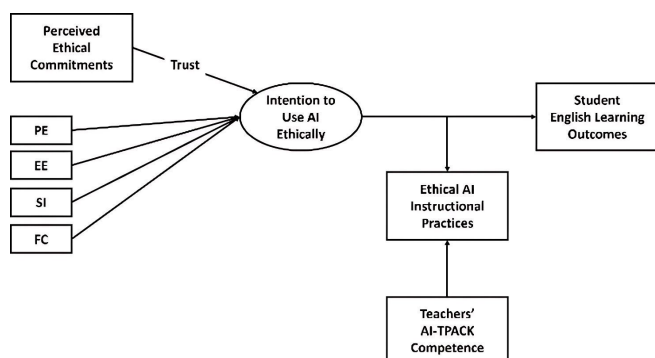 Perceived
Ethical
Commitments
Trust
Intention to
Use AI
Ethically
Student
English Learning
Outcomes
PE
EE
SI
FC
Ethical AI
Instructional
Practices
Teachers'
AI-TPACK
Competence